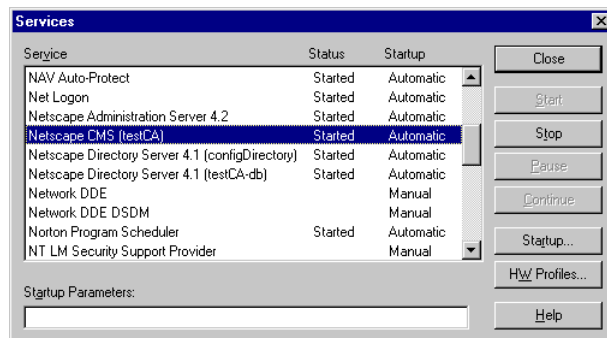 Services
Service Status Startup
NAV Auto-Protect Started Automatic
Net Logon Started Automatic
Netscape Administration Server 4.2 Started Automatic
Netscape CMS (testCA) Started Automatic
Netscape Directory Server 4.1 (configDirectory) Started Automatic
Netscape Directory Server 4.1 (testCA-db) Started Automatic
Network DDE Manual
Network DDE DSDM Manual
Norton Program Scheduler Started Automatic
NT LM Security Support Provider Manual
Startup Parameters:
Close
Start
Stop
Pause
Continue
Startup...
HW Profiles...
Help